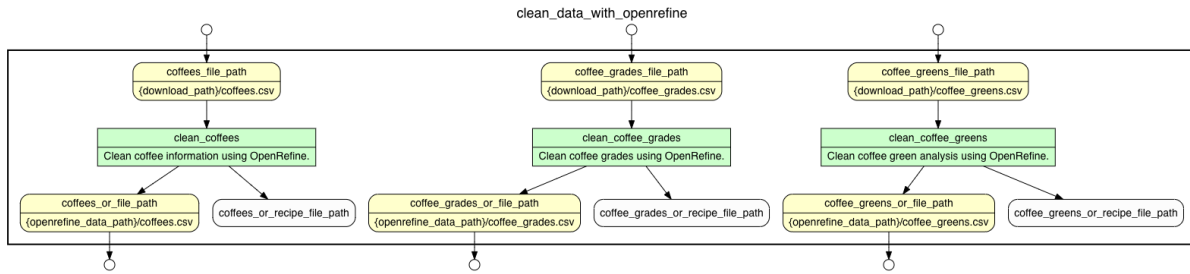 clean_data_with_openrefine
coffees_file_path
{download_path}/coffees.csv
coffee_grades_file_path
{download_path}/coffee_grades.csv
coffee_greens_file_path
{download_path}/coffee_greens.csv
clean_coffees
Clean coffee information using OpenRefine.
clean_coffee_grades
Clean coffee grades using OpenRefine.
clean_coffee_greens
Clean coffee green analysis using OpenRefine.
coffees_or_file_path
{openrefine_data_path}/coffees.csv
coffees_or_recipe_file_path
coffee_grades_or_file_path
{openrefine_data_path}/coffee_grades.csv
coffee_grades_or_recipe_file_path
coffee_greens_or_file_path
{openrefine_data_path}/coffee_greens.csv
coffee_greens_or_recipe_file_path